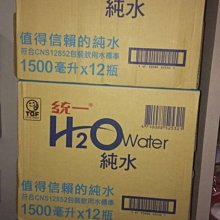 值得信賴的純水
符合CNS12852包裝飲用水標準
1500毫升x12瓶
TQF
統一
H2O Water
純水
值得信賴的純水
符合CNS12852包裝飲用水標準
1500毫升x12瓶